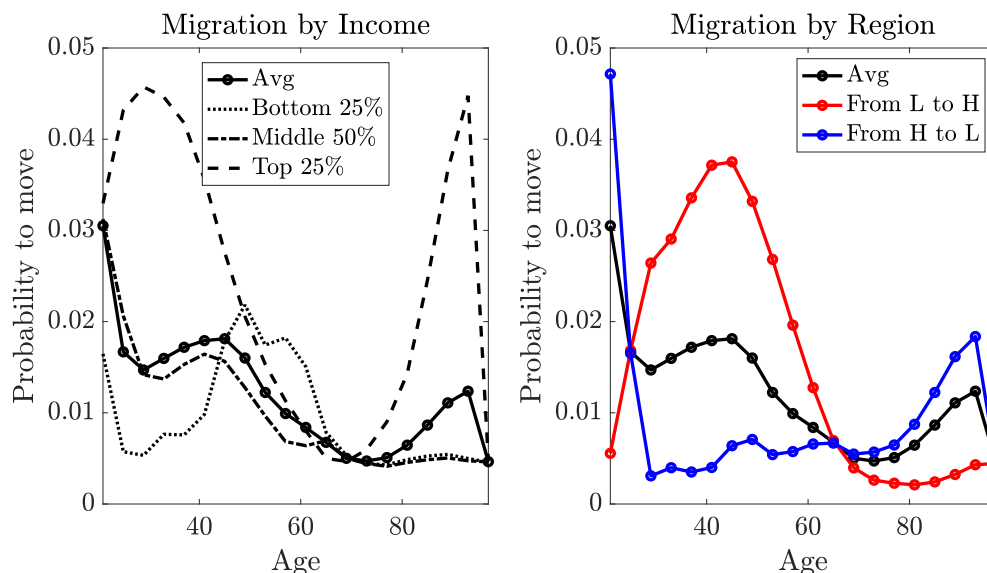 Migration by Income
0.05
0.04
0.03
0.02
0.01
0
40
60
80
Age
Probability to move
Avg
Bottom 25%
Middle 50%
Top 25%
Migration by Region
0.05
0.04
0.03
0.02
0.01
0
40
60
80
Age
Probability to move
Avg
From L to H
From H to L